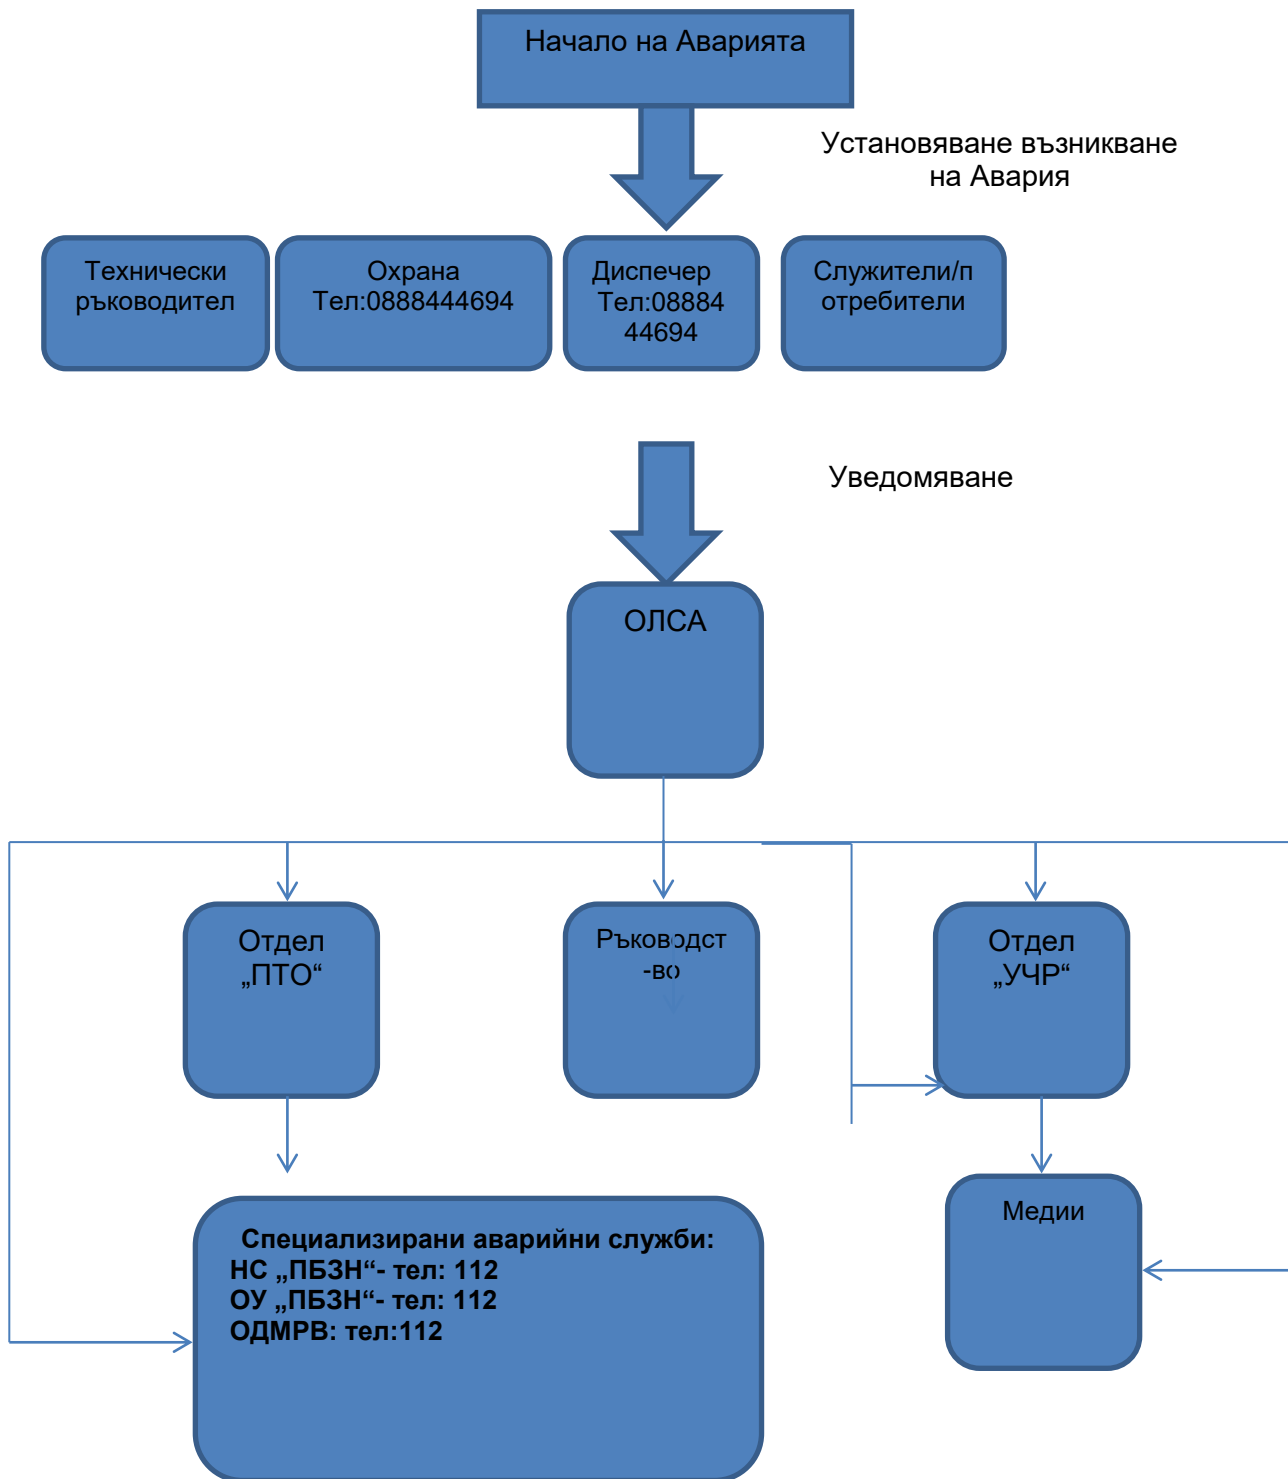 Начало на Аварията
Установяване възникване
на Авария
Технически
ръководител
Охрана
Тел:0888444694
Диспечер
Тел:08884
44694
Служители/п
отребители
Уведомяване
ОЛСА
Отдел
„ПТО“
Ръководст
-во
Отдел
„УЧР“
Медии
Специализирани аварийни служби:
НС „ПБЗН“- тел: 112
ОУ „ПБЗН“- тел: 112
ОДМРВ: тел:112